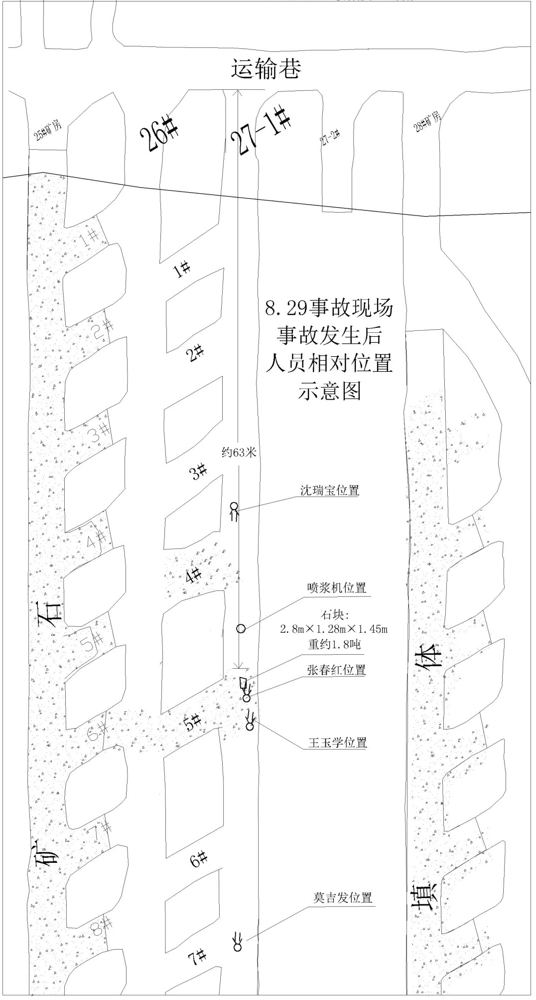 运输巷
25#矿房
26#
27-1#
27-2#
28#矿房
1#
1#
8.29事故现场
事故发生后
人员相对位置
示意图
2#
2#
3#
约63米
3#
沈瑞宝位置
4#
4#
喷浆机位置
石块:
2.8m×1.28m×1.45m
重约1.8吨
张春红位置
5#
5#
6#
王玉学位置
7#
6#
8#
莫吉发位置
7#
矿石
填体